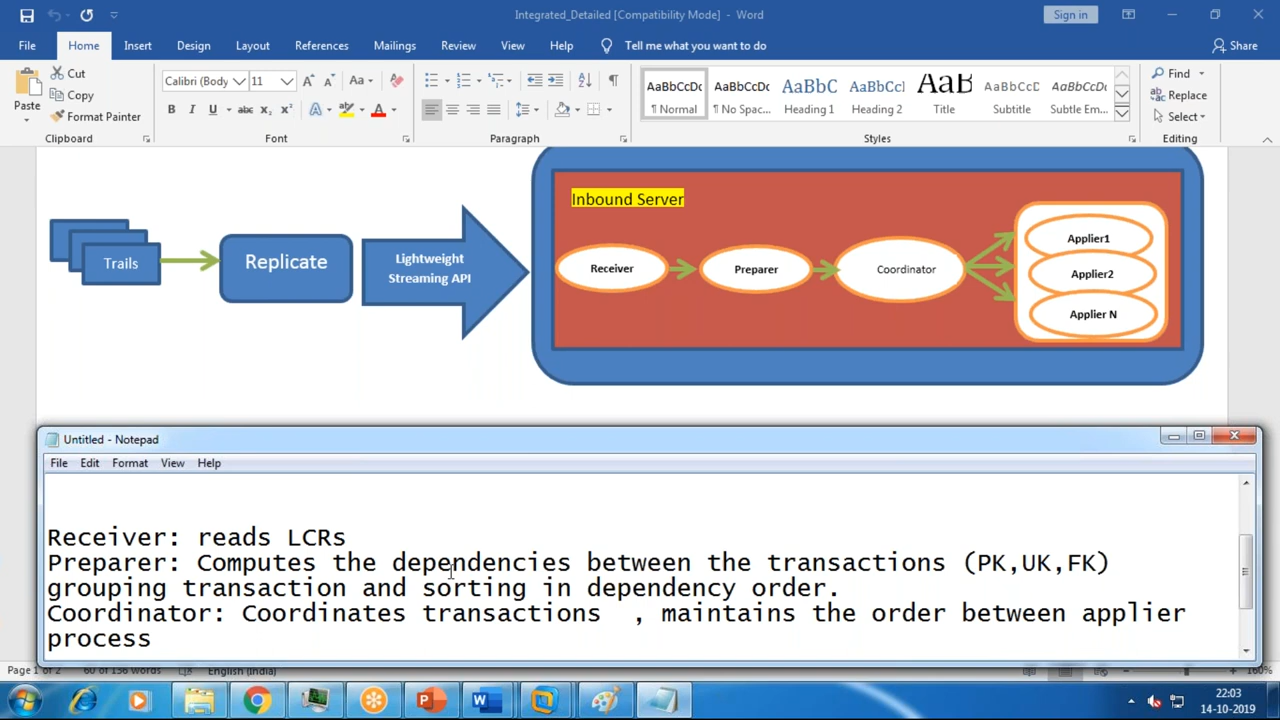 Integrated_Detailed [Compatibility Mode] - Word
Sign in
File Home Insert Design Layout References Mailings Review View Help Tell me what you want to do Share
Paste
Cut
Copy
Format Painter
Clipboard
Calibri (Body 11
Font
Paragraph
AaBbCcDc AaBbCcDc AaBbC AaBbCcI AaB AaBbCcD AaBbCcDc
¶ Normal ¶ No Spac... Heading 1 Heading 2 Title Subtitle Subtle Em...
Styles
Find
Replace
Select
Editing
Inbound Server
Trails
Replicate
Lightweight
Streaming API
Receiver
Preparer
Coordinator
Applier1
Applier2
Applier N
Untitled - Notepad
File Edit Format View Help
Receiver: reads LCRs
Preparer: Computes the dependencies between the transactions (PK,UK,FK)
grouping transaction and sorting in dependency order.
Coordinator: Coordinates transactions , maintains the order between applier
process
Page 1 of 2 60 of 136 words English (India) 160%
22:03
14-10-2019